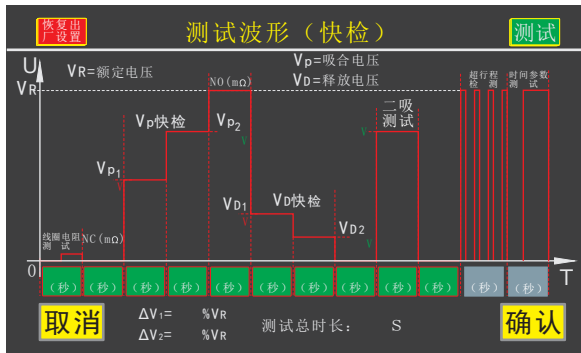 恢复出
厂设置
测试波形（快检）
测试
U
VR
VR=额定电压
Vp=吸合电压
VD=释放电压
NO(mΩ)
超行程
检 测
时间参数
测 试
二吸
测试
Vp快检
Vp₂
V
V
Vp₁
V
VD₁
VD快检
V
VD2
V
线圈电阻
测 试
NC(mΩ)
0
T
(秒) (秒) (秒) (秒) (秒) (秒) (秒) (秒) (秒) (秒) (秒) (秒)
取消
ΔV₁= %VR
ΔV₂= %VR
测试总时长: S
确认